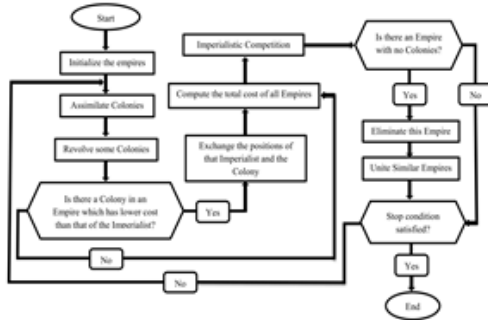 Start
Initialize the empires
Assimilate Colonies
Revolve some Colonies
Is there a Colony in an
Empire which has lower cost
than that of the Imperialist?
Yes
No
Exchange the positions of
that Imperialist and the
Colony
Compute the total cost of all Empires
Imperialistic Competition
Is there an Empire
with no Colonies?
Yes
No
Eliminate this Empire
Unite Similar Empires
Stop condition
satisfied?
No
Yes
End